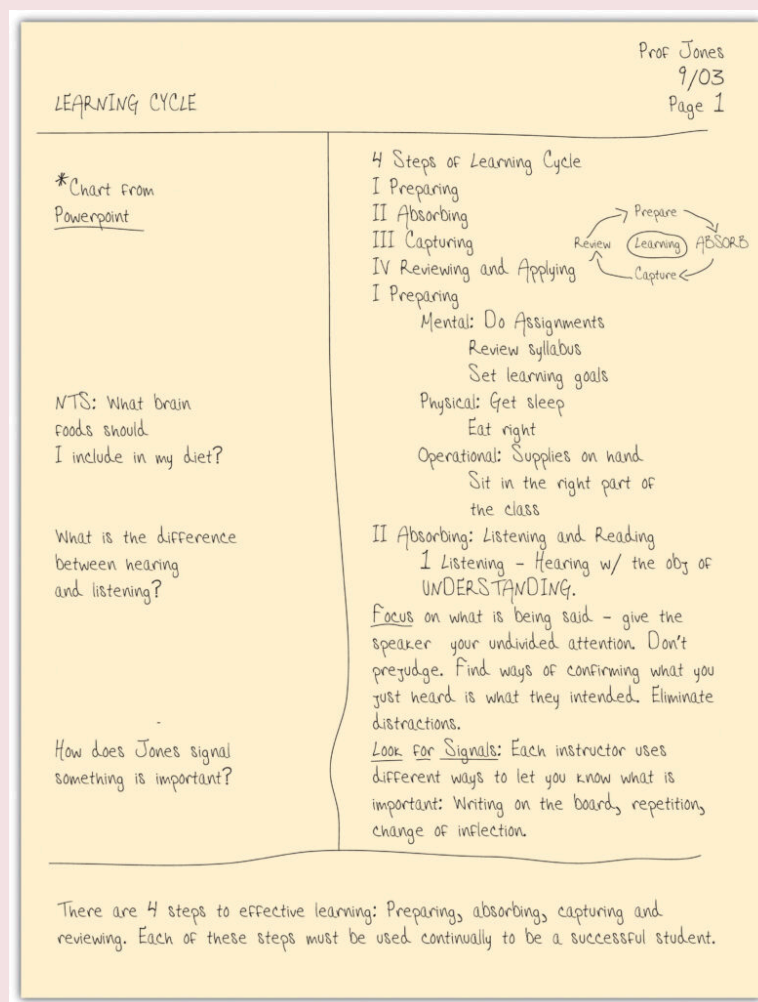 Prof Jones
9/03
LEARNING CYCLE
Page 1
*Chart from
Powerpoint
NTS: What brain
foods should
I include in my diet?
What is the difference
between hearing
and listening?
How does Jones signal
something is important?
4 Steps of Learning Cycle
I Preparing
II Absorbing
III Capturing
IV Reviewing and Applying
Prepare
Review
Learning
ABSORB
Capture
I Preparing
Mental: Do Assignments
Review syllabus
Set learning goals
Physical: Get sleep
Eat right
Operational: Supplies on hand
Sit in the right part of
the class
II Absorbing: Listening and Reading
1 Listening - Hearing w/ the obj of
UNDERSTANDING.
Focus on what is being said - give the
speaker your undivided attention. Don't
prejudge. Find ways of confirming what you
just heard is what they intended. Eliminate
distractions.
Look for Signals: Each instructor uses
different ways to let you know what is
important: Writing on the board, repetition,
change of inflection.
There are 4 steps to effective learning: Preparing, absorbing, capturing and
reviewing. Each of these steps must be used continually to be a successful student.